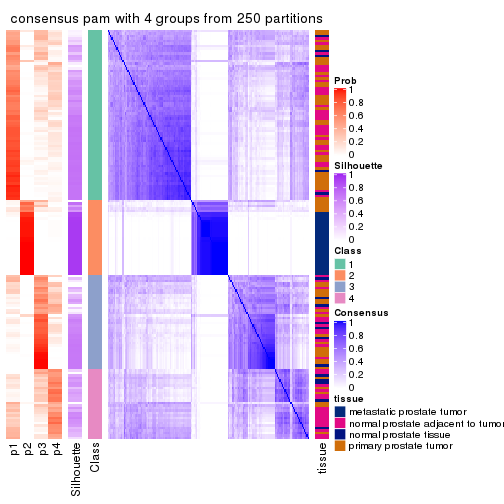 consensus pam with 4 groups from 250 partitions
Prob
1
0.8
0.6
0.4
0.2
0
Silhouette
1
0.8
0.6
0.4
0.2
0
Class
1
2
3
4
Consensus
1
0.8
0.6
0.4
0.2
0
tissue
metastatic prostate tumor
normal prostate adjacent to tumor
normal prostate tissue
primary prostate tumor
p1
p2
p3
p4
Silhouette
Class
tissue